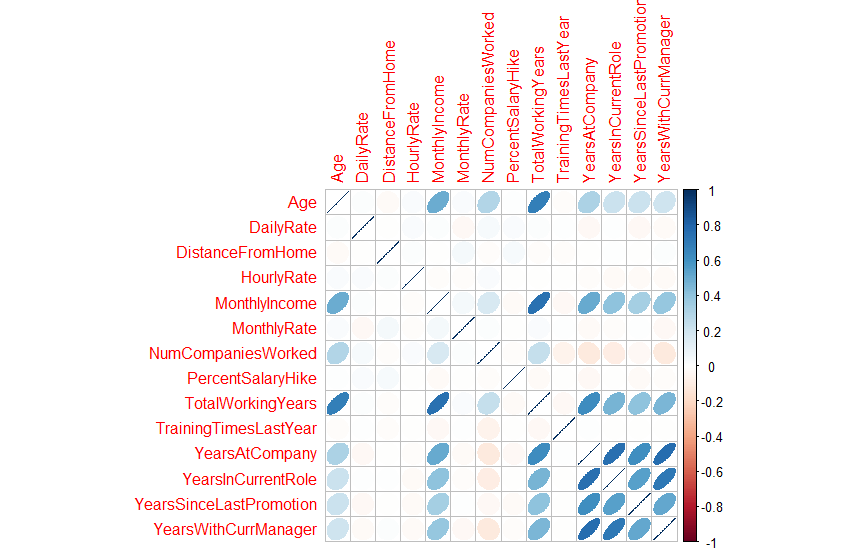 Age
DailyRate
DistanceFromHome
HourlyRate
MonthlyIncome
MonthlyRate
NumCompaniesWorked
PercentSalaryHike
TotalWorkingYears
TrainingTimesLastYear
YearsAtCompany
YearsInCurrentRole
YearsSinceLastPromotion
YearsWithCurrManager
Age
DailyRate
DistanceFromHome
HourlyRate
MonthlyIncome
MonthlyRate
NumCompaniesWorked
PercentSalaryHike
TotalWorkingYears
TrainingTimesLastYear
YearsAtCompany
YearsInCurrentRole
YearsSinceLastPromotion
YearsWithCurrManager
1
0.8
0.6
0.4
0.2
0
-0.2
-0.4
-0.6
-0.8
-1